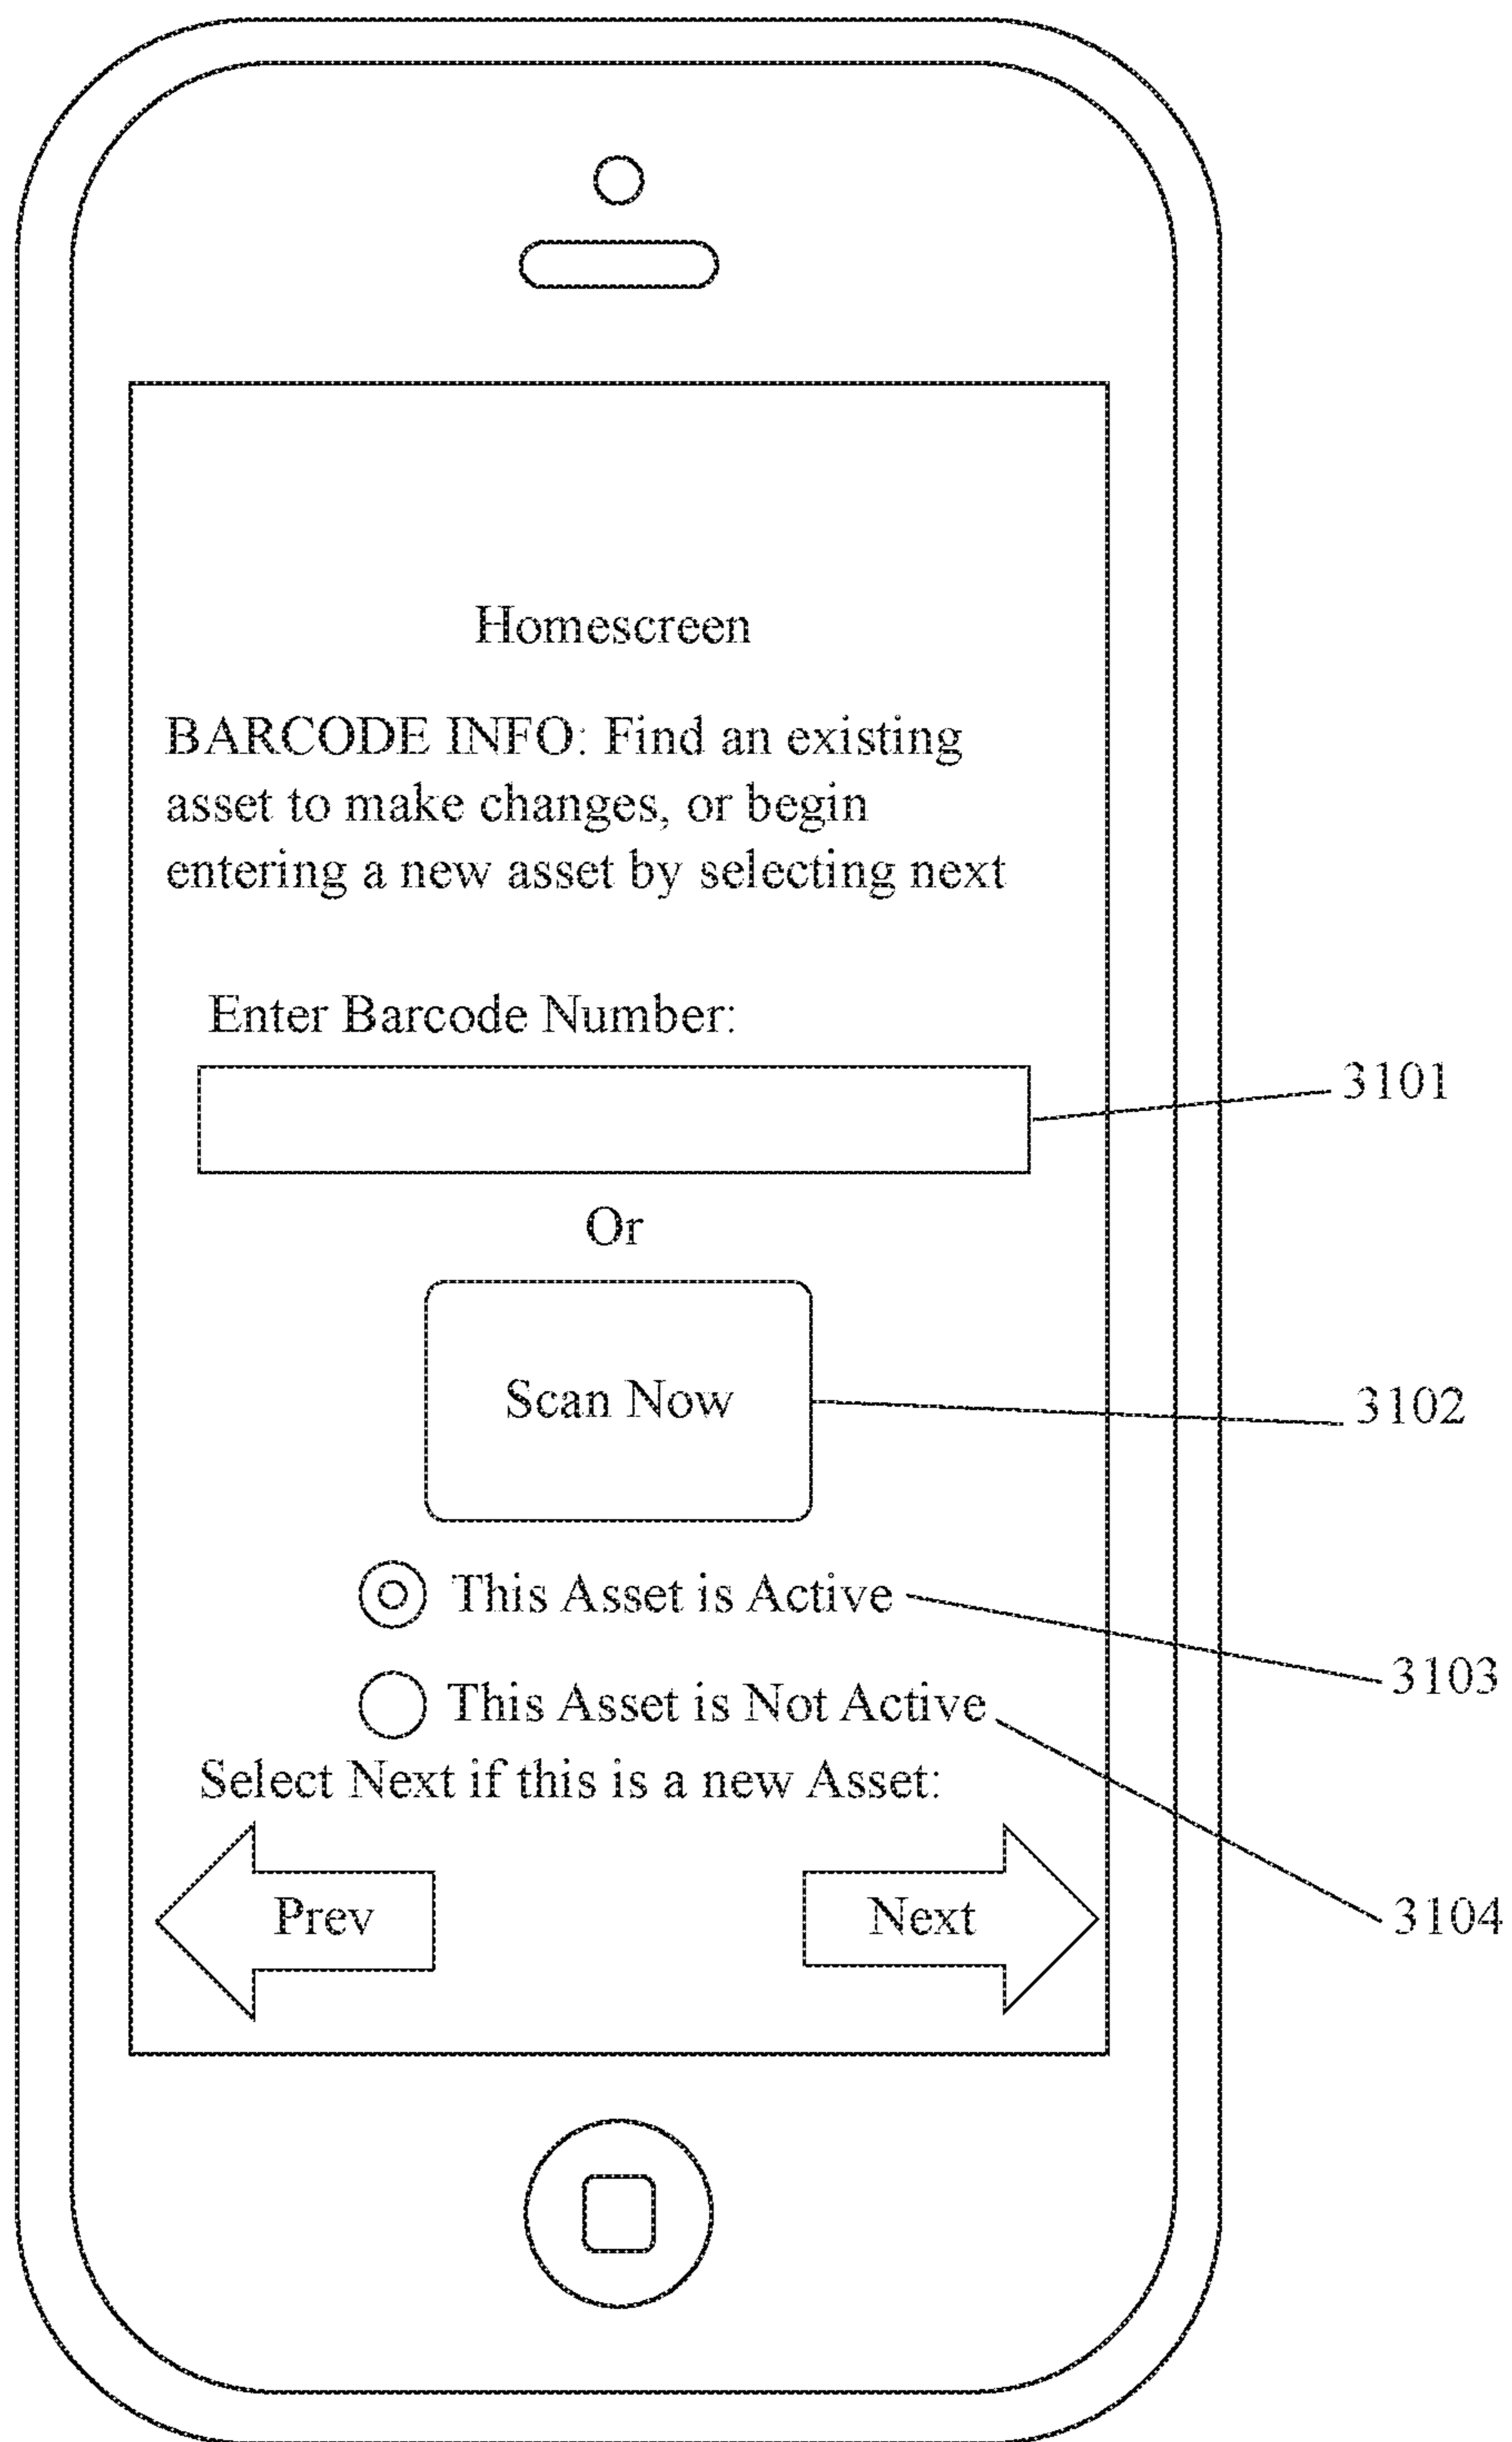 Homescreen
BARCODE INFO: Find an existing
asset to make changes, or begin
entering a new asset by selecting next
Enter Barcode Number:
3101
Or
Scan Now
3102
This Asset is Active
3103
This Asset is Not Active
Select Next if this is a new Asset:
Prev
Next
3104